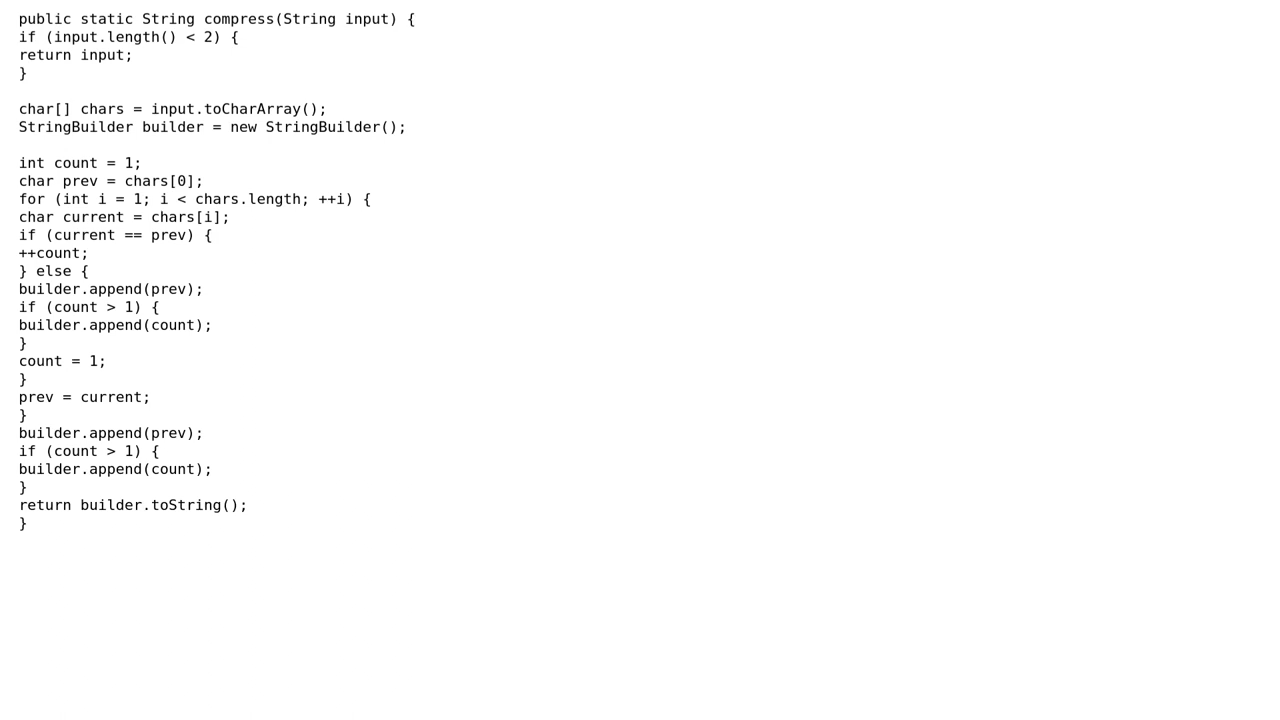 public static String compress(String input) {
if (input.length() < 2) {
return input;
}

char[] chars = input.toCharArray();
StringBuilder builder = new StringBuilder();

int count = 1;
char prev = chars[0];
for (int i = 1; i < chars.length; ++i) {
char current = chars[i];
if (current == prev) {
++count;
} else {
builder.append(prev);
if (count > 1) {
builder.append(count);
}
count = 1;
}
prev = current;
}
builder.append(prev);
if (count > 1) {
builder.append(count);
}
return builder.toString();
}